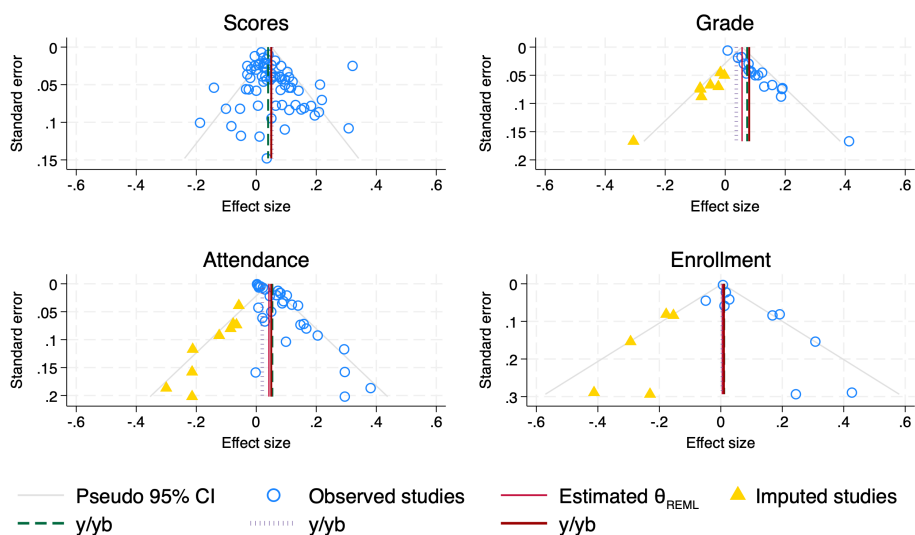 Scores
Standard error
0
.05
.1
.15
-.6 -.4 -.2 0 .2 .4 .6
Effect size
Grade
Standard error
0
.05
.1
.15
.2
-.6 -.4 -.2 0 .2 .4 .6
Effect size
Attendance
Standard error
0
.05
.1
.15
.2
-.6 -.4 -.2 0 .2 .4 .6
Effect size
Enrollment
Standard error
0
.1
.2
.3
-.6 -.4 -.2 0 .2 .4 .6
Effect size
Pseudo 95% CI Observed studies Estimated θREML Imputed studies
y/yb y/yb y/yb